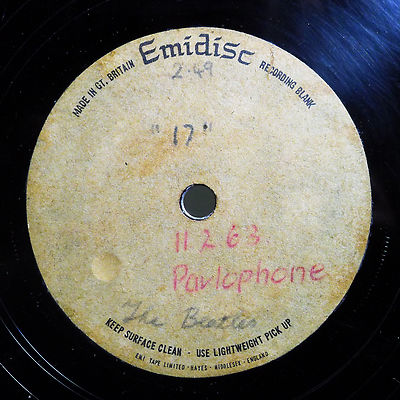 MADE IN GT. BRITAIN
Emidisc
RECORDING BLANK
2.49
"17"
11 2 63
Parlophone
The Beatles
KEEP SURFACE CLEAN · USE LIGHTWEIGHT PICK UP
EMI TAPE LIMITED · HAYES · MIDDLESEX · ENGLAND